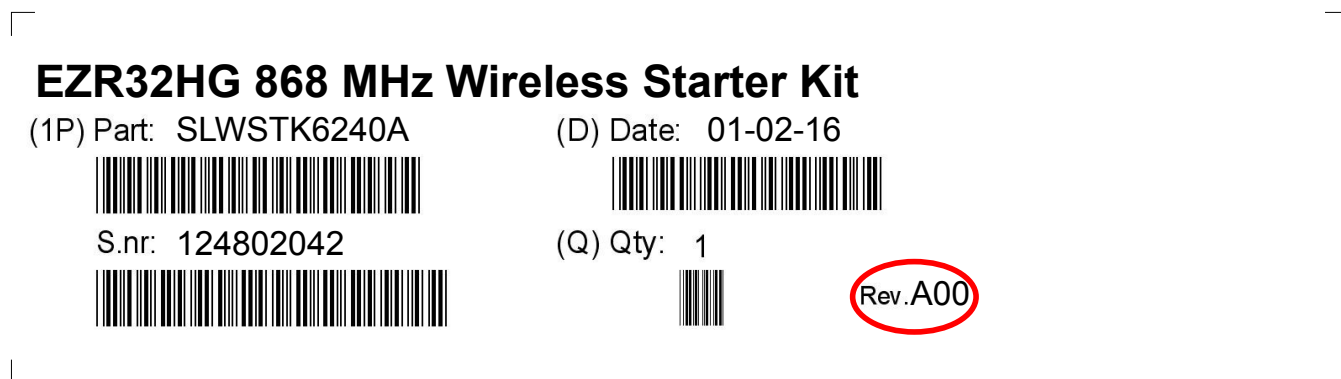 EZR32HG 868 MHz Wireless Starter Kit
(1P) Part: SLWSTK6240A
(D) Date: 01-02-16
S.nr: 124802042
(Q) Qty: 1
Rev.A00